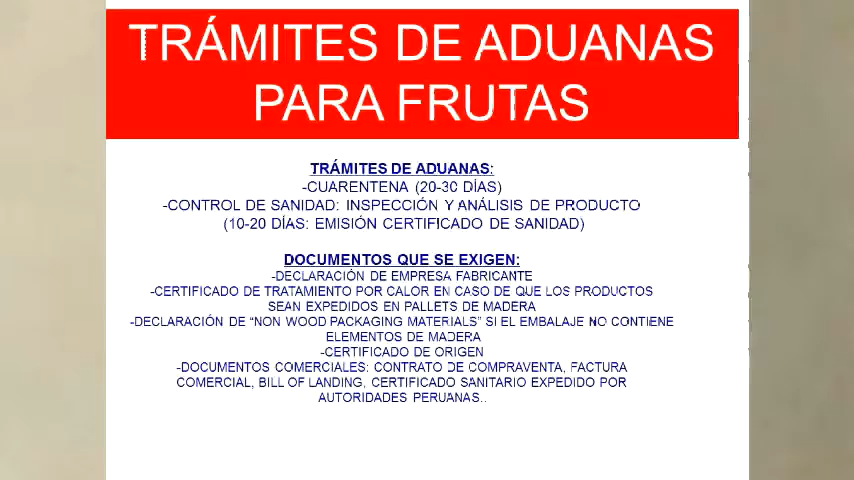 TRÁMITES DE ADUANAS
PARA FRUTAS
TRÁMITES DE ADUANAS:
-CUARENTENA (20-30 DÍAS)
-CONTROL DE SANIDAD: INSPECCIÓN Y ANÁLISIS DE PRODUCTO
(10-20 DÍAS: EMISIÓN CERTIFICADO DE SANIDAD)
DOCUMENTOS QUE SE EXIGEN:
-DECLARACIÓN DE EMPRESA FABRICANTE
-CERTIFICADO DE TRATAMIENTO POR CALOR EN CASO DE QUE LOS PRODUCTOS
SEAN EXPEDIDOS EN PALLETS DE MADERA
-DECLARACIÓN DE “NON WOOD PACKAGING MATERIALS” SI EL EMBALAJE NO CONTIENE
ELEMENTOS DE MADERA
-CERTIFICADO DE ORIGEN
-DOCUMENTOS COMERCIALES: CONTRATO DE COMPRAVENTA, FACTURA
COMERCIAL, BILL OF LANDING, CERTIFICADO SANITARIO EXPEDIDO POR
AUTORIDADES PERUANAS..